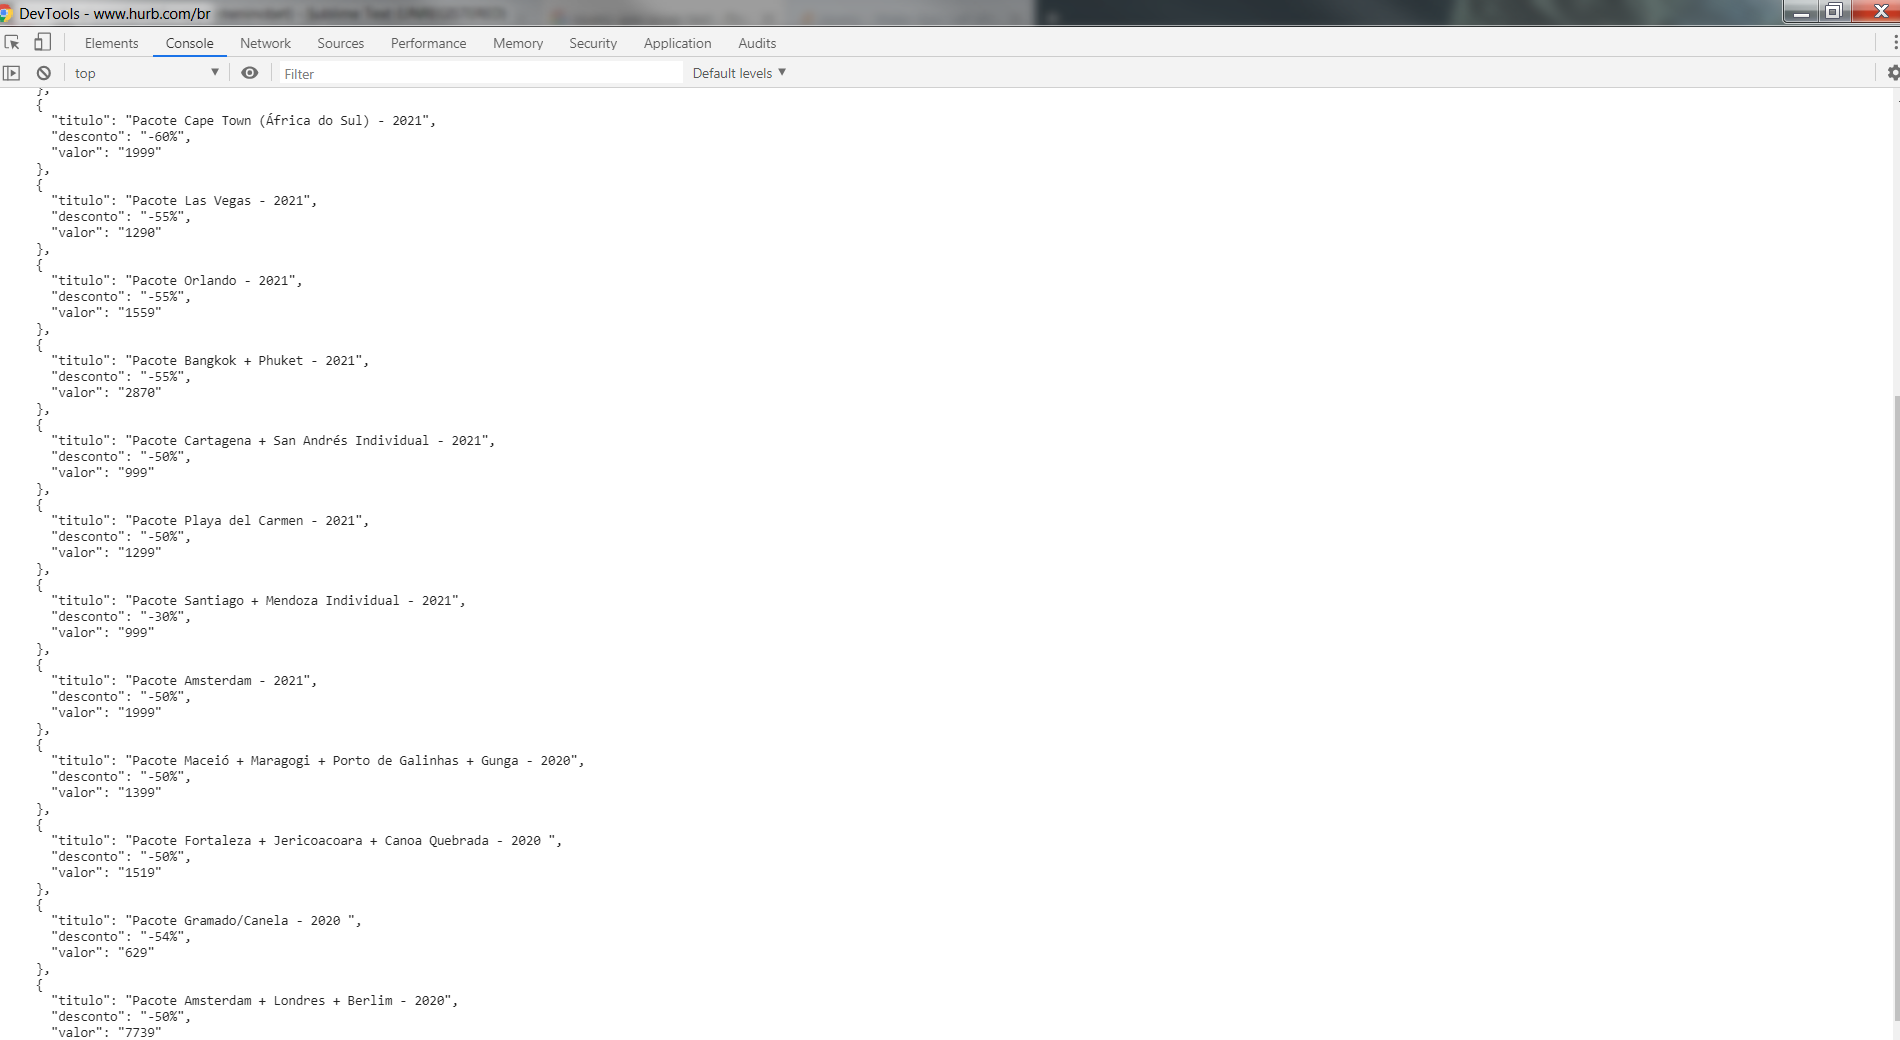 DevTools - www.hurb.com/br
Elements Console Network Sources Performance Memory Security Application Audits
top Filter Default levels
},
{
"titulo": "Pacote Cape Town (África do Sul) - 2021",
"desconto": "-60%",
"valor": "1999"
},
{
"titulo": "Pacote Las Vegas - 2021",
"desconto": "-55%",
"valor": "1290"
},
{
"titulo": "Pacote Orlando - 2021",
"desconto": "-55%",
"valor": "1559"
},
{
"titulo": "Pacote Bangkok + Phuket - 2021",
"desconto": "-55%",
"valor": "2870"
},
{
"titulo": "Pacote Cartagena + San Andrés Individual - 2021",
"desconto": "-50%",
"valor": "999"
},
{
"titulo": "Pacote Playa del Carmen - 2021",
"desconto": "-50%",
"valor": "1299"
},
{
"titulo": "Pacote Santiago + Mendoza Individual - 2021",
"desconto": "-30%",
"valor": "999"
},
{
"titulo": "Pacote Amsterdam - 2021",
"desconto": "-50%",
"valor": "1999"
},
{
"titulo": "Pacote Maceió + Maragogi + Porto de Galinhas + Gunga - 2020",
"desconto": "-50%",
"valor": "1399"
},
{
"titulo": "Pacote Fortaleza + Jericoacoara + Canoa Quebrada - 2020 ",
"desconto": "-50%",
"valor": "1519"
},
{
"titulo": "Pacote Gramado/Canela - 2020 ",
"desconto": "-54%",
"valor": "629"
},
{
"titulo": "Pacote Amsterdam + Londres + Berlim - 2020",
"desconto": "-50%",
"valor": "7739"